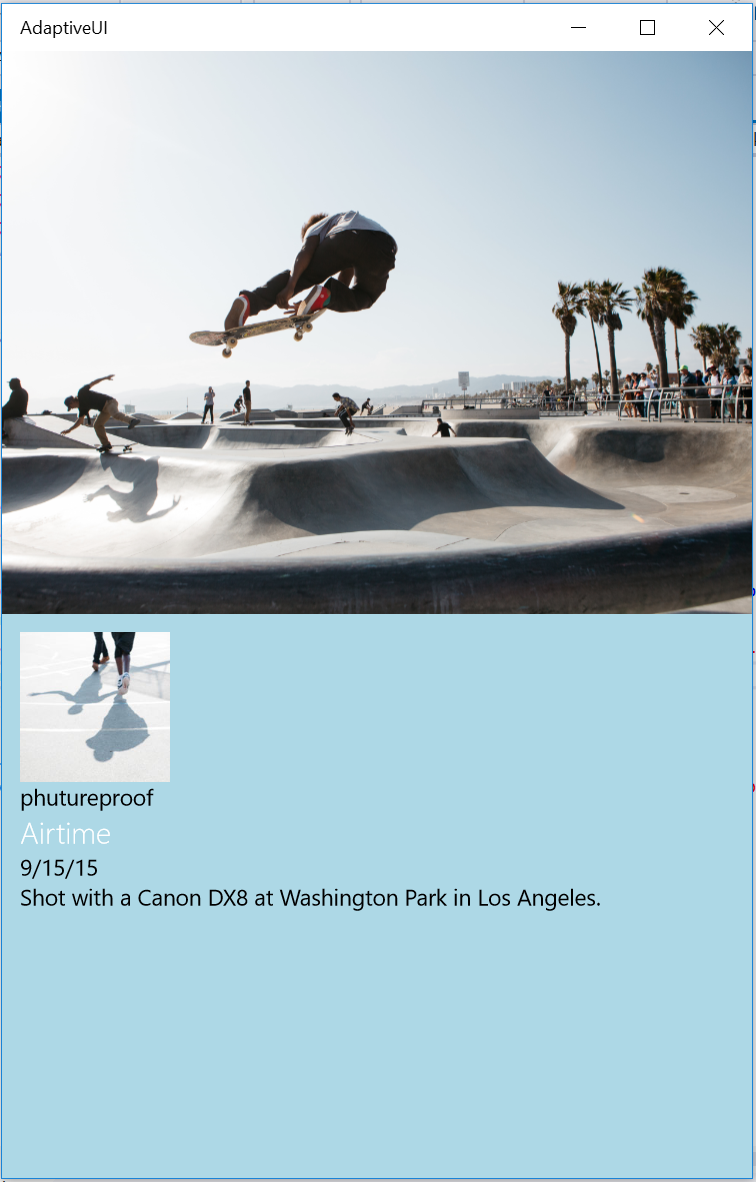 AdaptiveUI
phutureproof
Airtime
9/15/15
Shot with a Canon DX8 at Washington Park in Los Angeles.